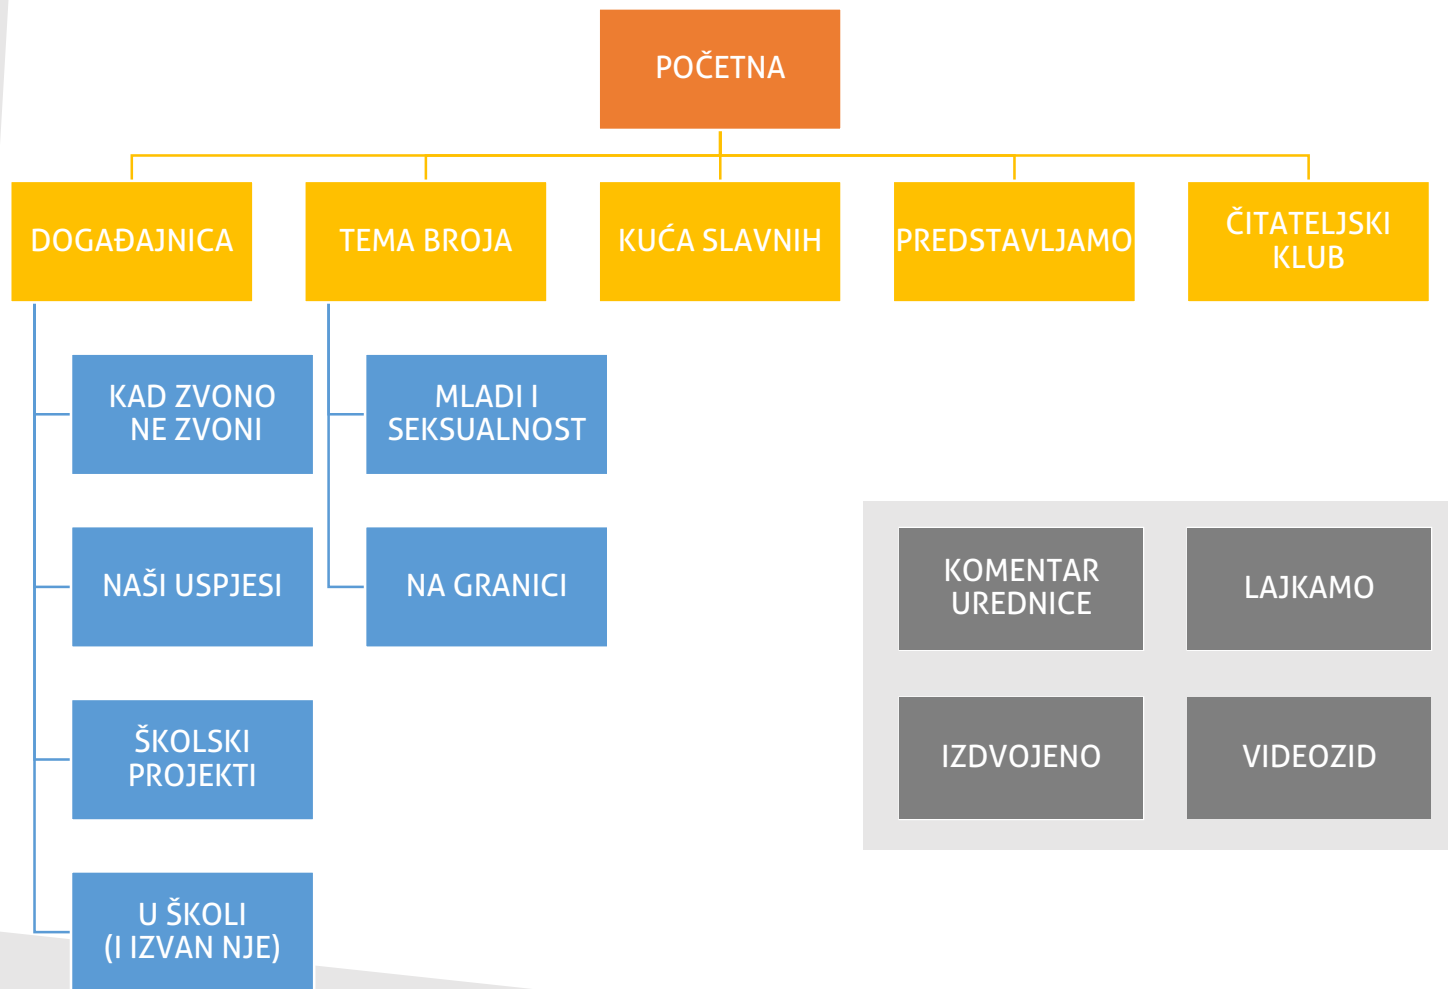 POČETNA
DOGAĐAJNICA
TEMA BROJA
KUĆA SLAVNIH
PREDSTAVLJAMO
ČITATELJSKI
KLUB
KAD ZVONO
NE ZVONI
MLADI I
SEKSUALNOST
NAŠI USPJESI
NA GRANICI
KOMENTAR
UREDNICE
LAJKAMO
ŠKOLSKI
PROJEKTI
IZDVOJENO
VIDEOZID
U ŠKOLI
(I IZVAN NJE)